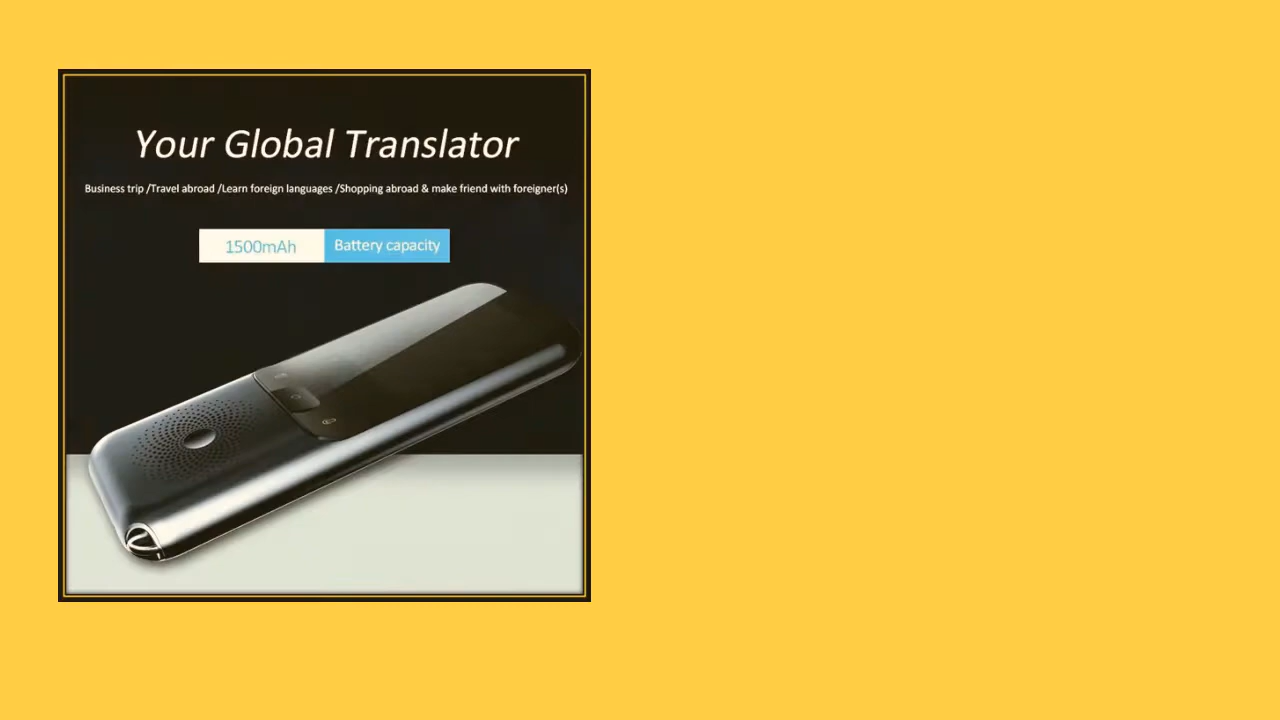 Your Global Translator
Business trip /Travel abroad /Learn foreign languages /Shopping abroad & make friend with foreigner(s)
1500mAh Battery capacity